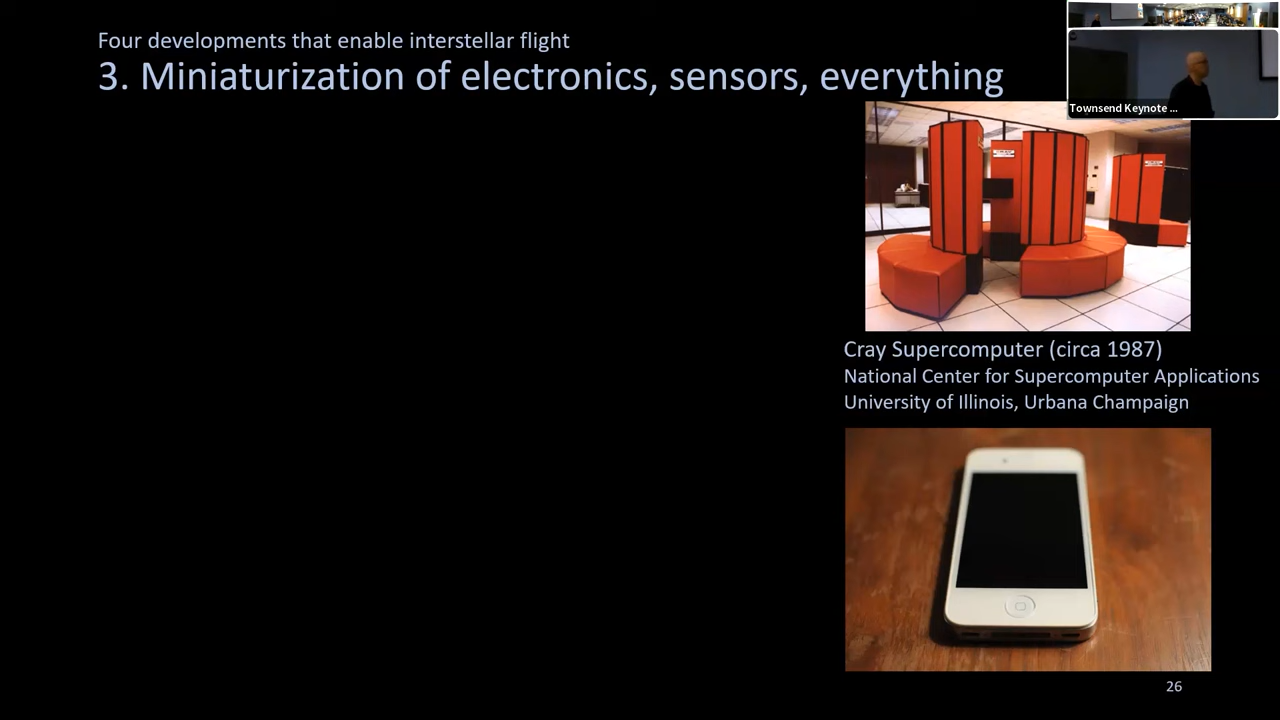 Four developments that enable interstellar flight
3. Miniaturization of electronics, sensors, everything
Townsend Keynote ...
Cray Supercomputer (circa 1987)
National Center for Supercomputer Applications
University of Illinois, Urbana Champaign
26